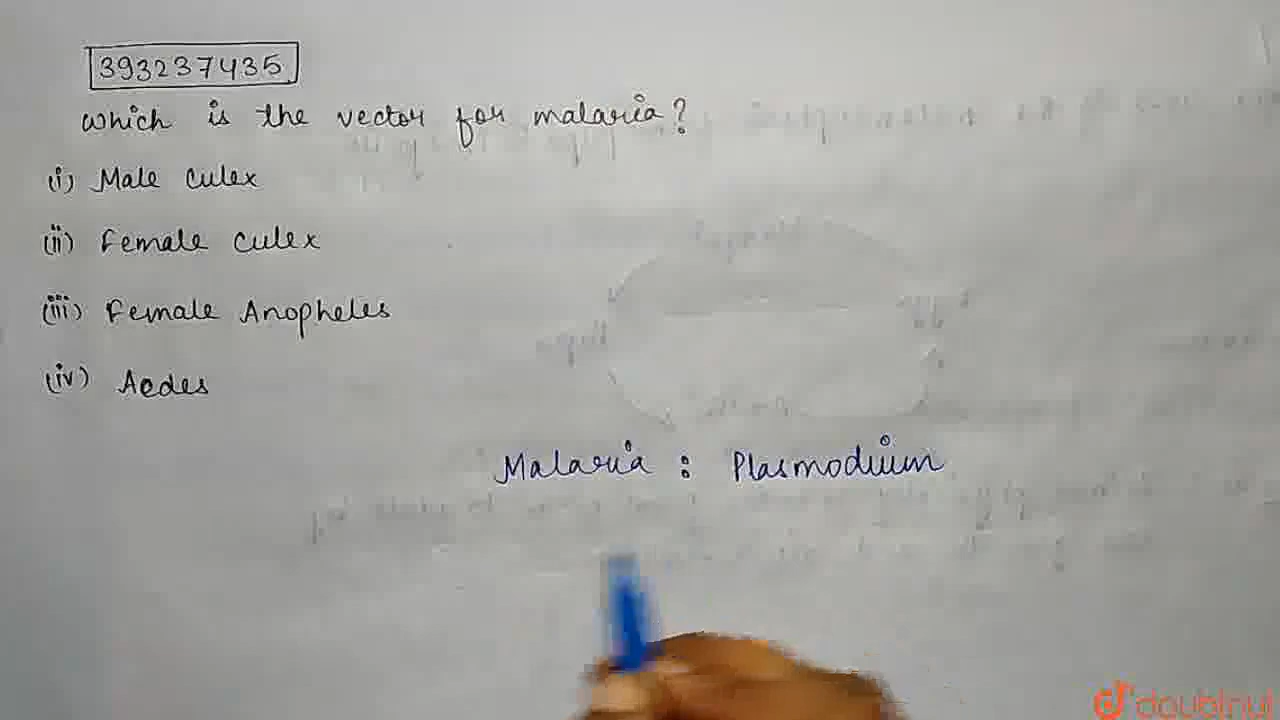 393237435
which is the vector for malaria?
(i) Male Culex
(ii) Female Culex
(iii) Female Anopheles
(iv) Aedes
Malaria : Plasmodium
doubtnut